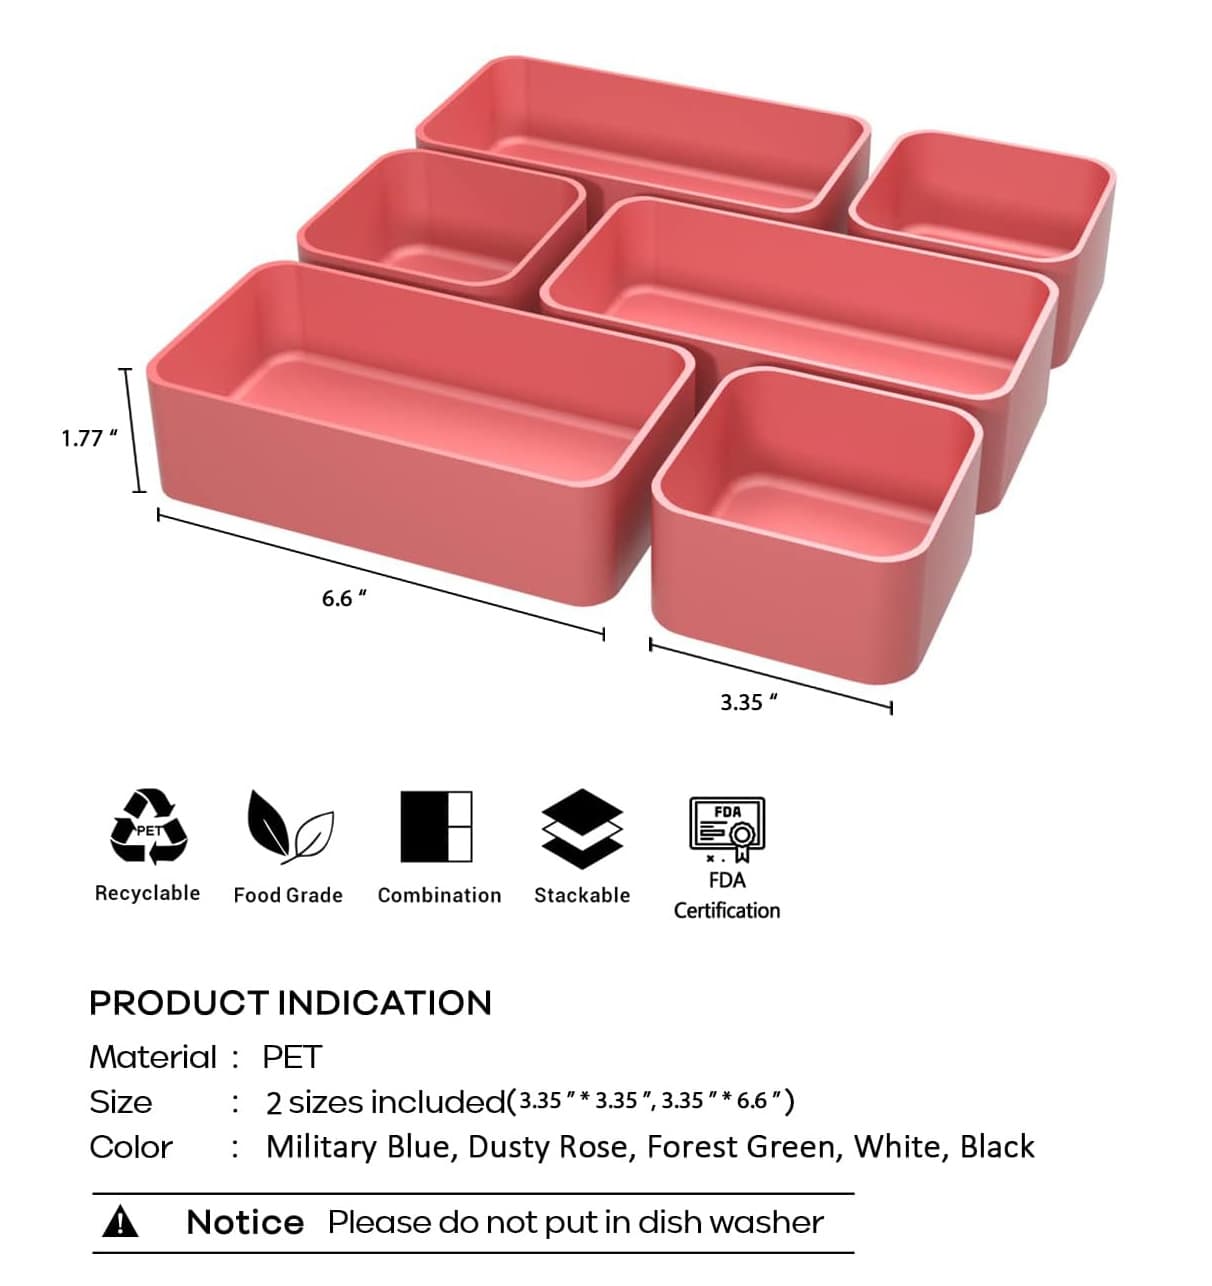 1.77 “
6.6 “
3.35 “
PET
FDA
Recyclable
Food Grade
Combination
Stackable
FDA
Certification
PRODUCT INDICATION
Material : PET
Size : 2 sizes included(3.35 ” * 3.35 ”, 3.35 ” * 6.6 ”)
Color : Military Blue, Dusty Rose, Forest Green, White, Black
Notice Please do not put in dish washer